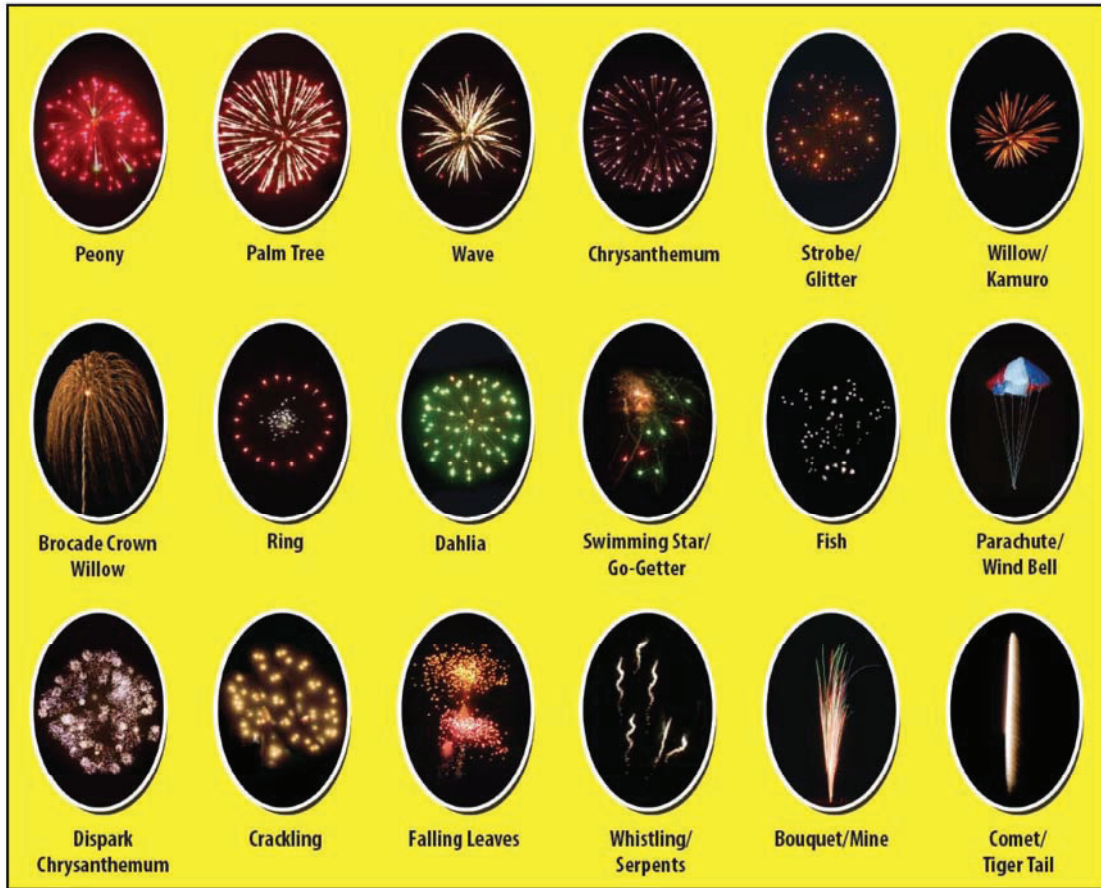 Peony
Palm Tree
Wave
Chrysanthemum
Strobe/
Glitter
Willow/
Kamuro
Brocade Crown
Willow
Ring
Dahlia
Swimming Star/
Go-Getter
Fish
Parachute/
Wind Bell
Dispark
Chrysanthemum
Crackling
Falling Leaves
Whistling/
Serpents
Bouquet/Mine
Comet/
Tiger Tail